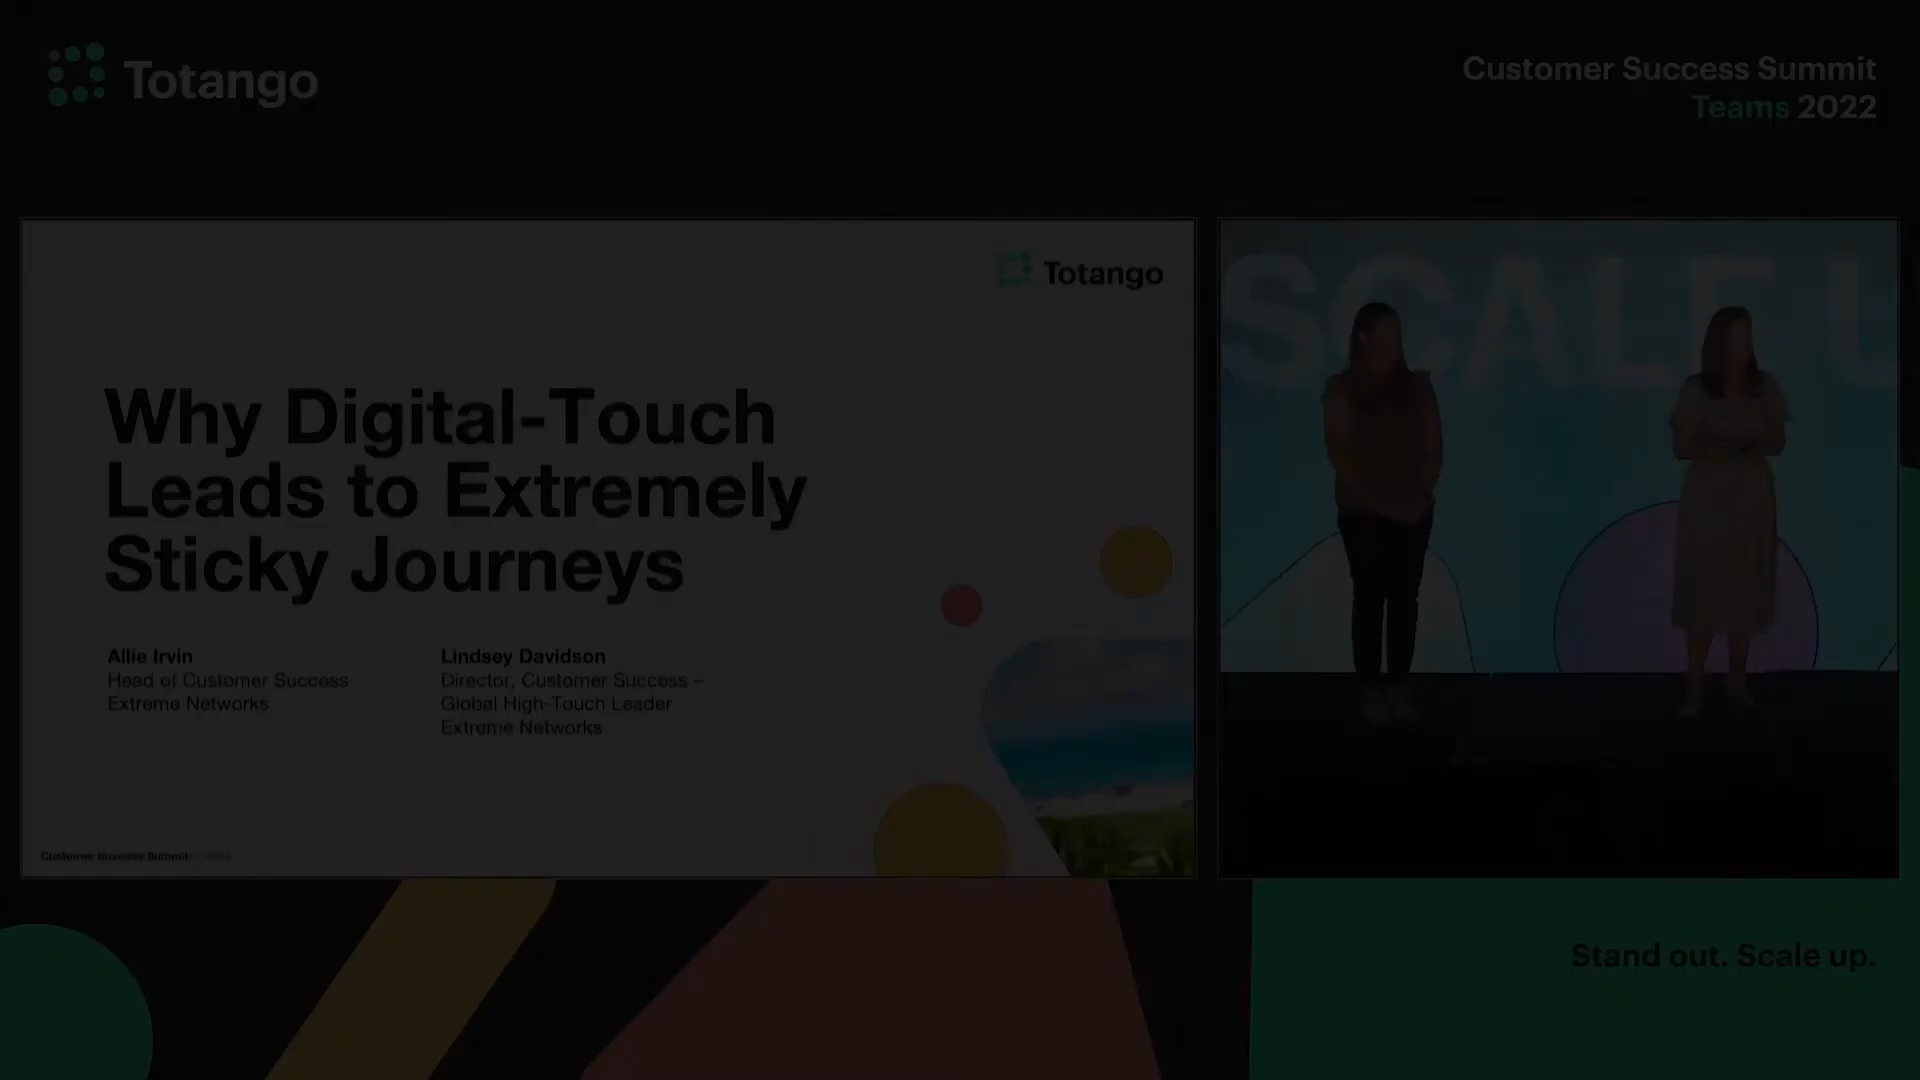 Totango
Customer Success Summit
Teams 2022
Totango
Why Digital-Touch
Leads to Extremely
Sticky Journeys
Allie Irvin
Head of Customer Success
Extreme Networks
Lindsey Davidson
Director, Customer Success –
Global High-Touch Leader
Extreme Networks
Customer Success Summit
SCALE U
Stand out. Scale up.